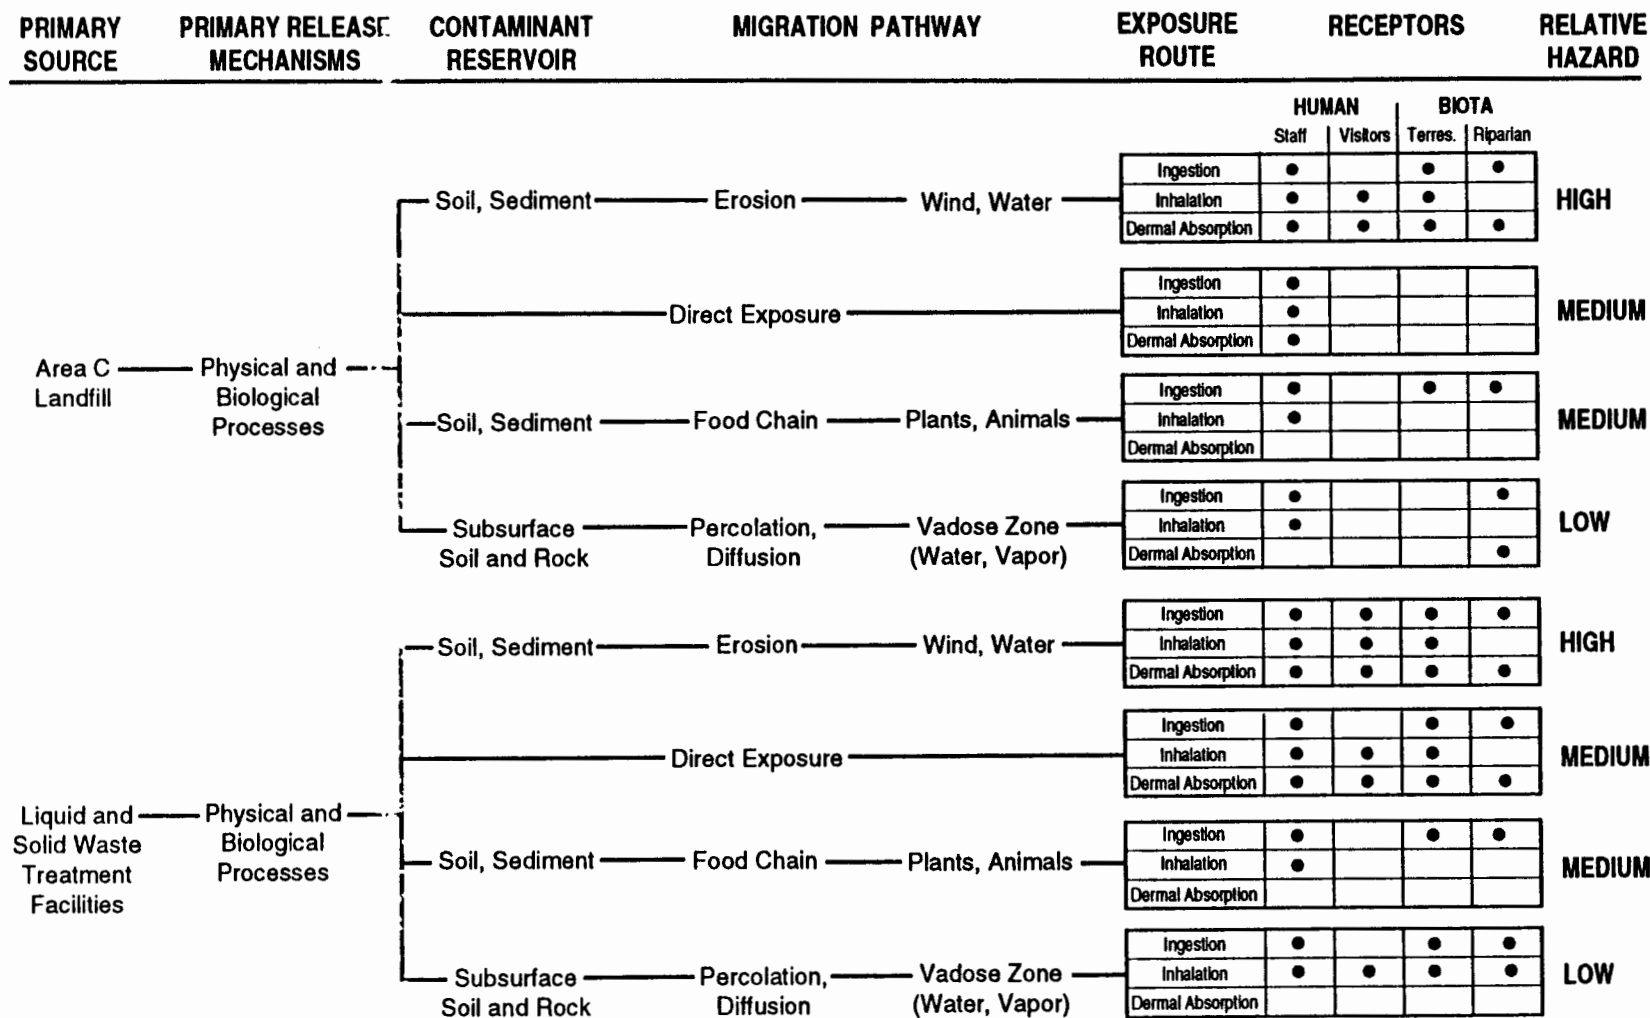 PRIMARY SOURCE
PRIMARY RELEASE MECHANISMS
CONTAMINANT RESERVOIR
MIGRATION PATHWAY
EXPOSURE ROUTE
RECEPTORS
RELATIVE HAZARD
HUMAN
BIOTA
Staff
Visitors
Terres.
Riparian
Area C
Landfill
Physical and
Biological
Processes
Soil, Sediment
Erosion
Wind, Water
Ingestion
Inhalation
Dermal Absorption
HIGH
Direct Exposure
Ingestion
Inhalation
Dermal Absorption
MEDIUM
Soil, Sediment
Food Chain
Plants, Animals
Ingestion
Inhalation
Dermal Absorption
MEDIUM
Subsurface
Soil and Rock
Percolation,
Diffusion
Vadose Zone
(Water, Vapor)
Ingestion
Inhalation
Dermal Absorption
LOW
Liquid and
Solid Waste
Treatment
Facilities
Physical and
Biological
Processes
Soil, Sediment
Erosion
Wind, Water
Ingestion
Inhalation
Dermal Absorption
HIGH
Direct Exposure
Ingestion
Inhalation
Dermal Absorption
MEDIUM
Soil, Sediment
Food Chain
Plants, Animals
Ingestion
Inhalation
Dermal Absorption
MEDIUM
Subsurface
Soil and Rock
Percolation,
Diffusion
Vadose Zone
(Water, Vapor)
Ingestion
Inhalation
Dermal Absorption
LOW